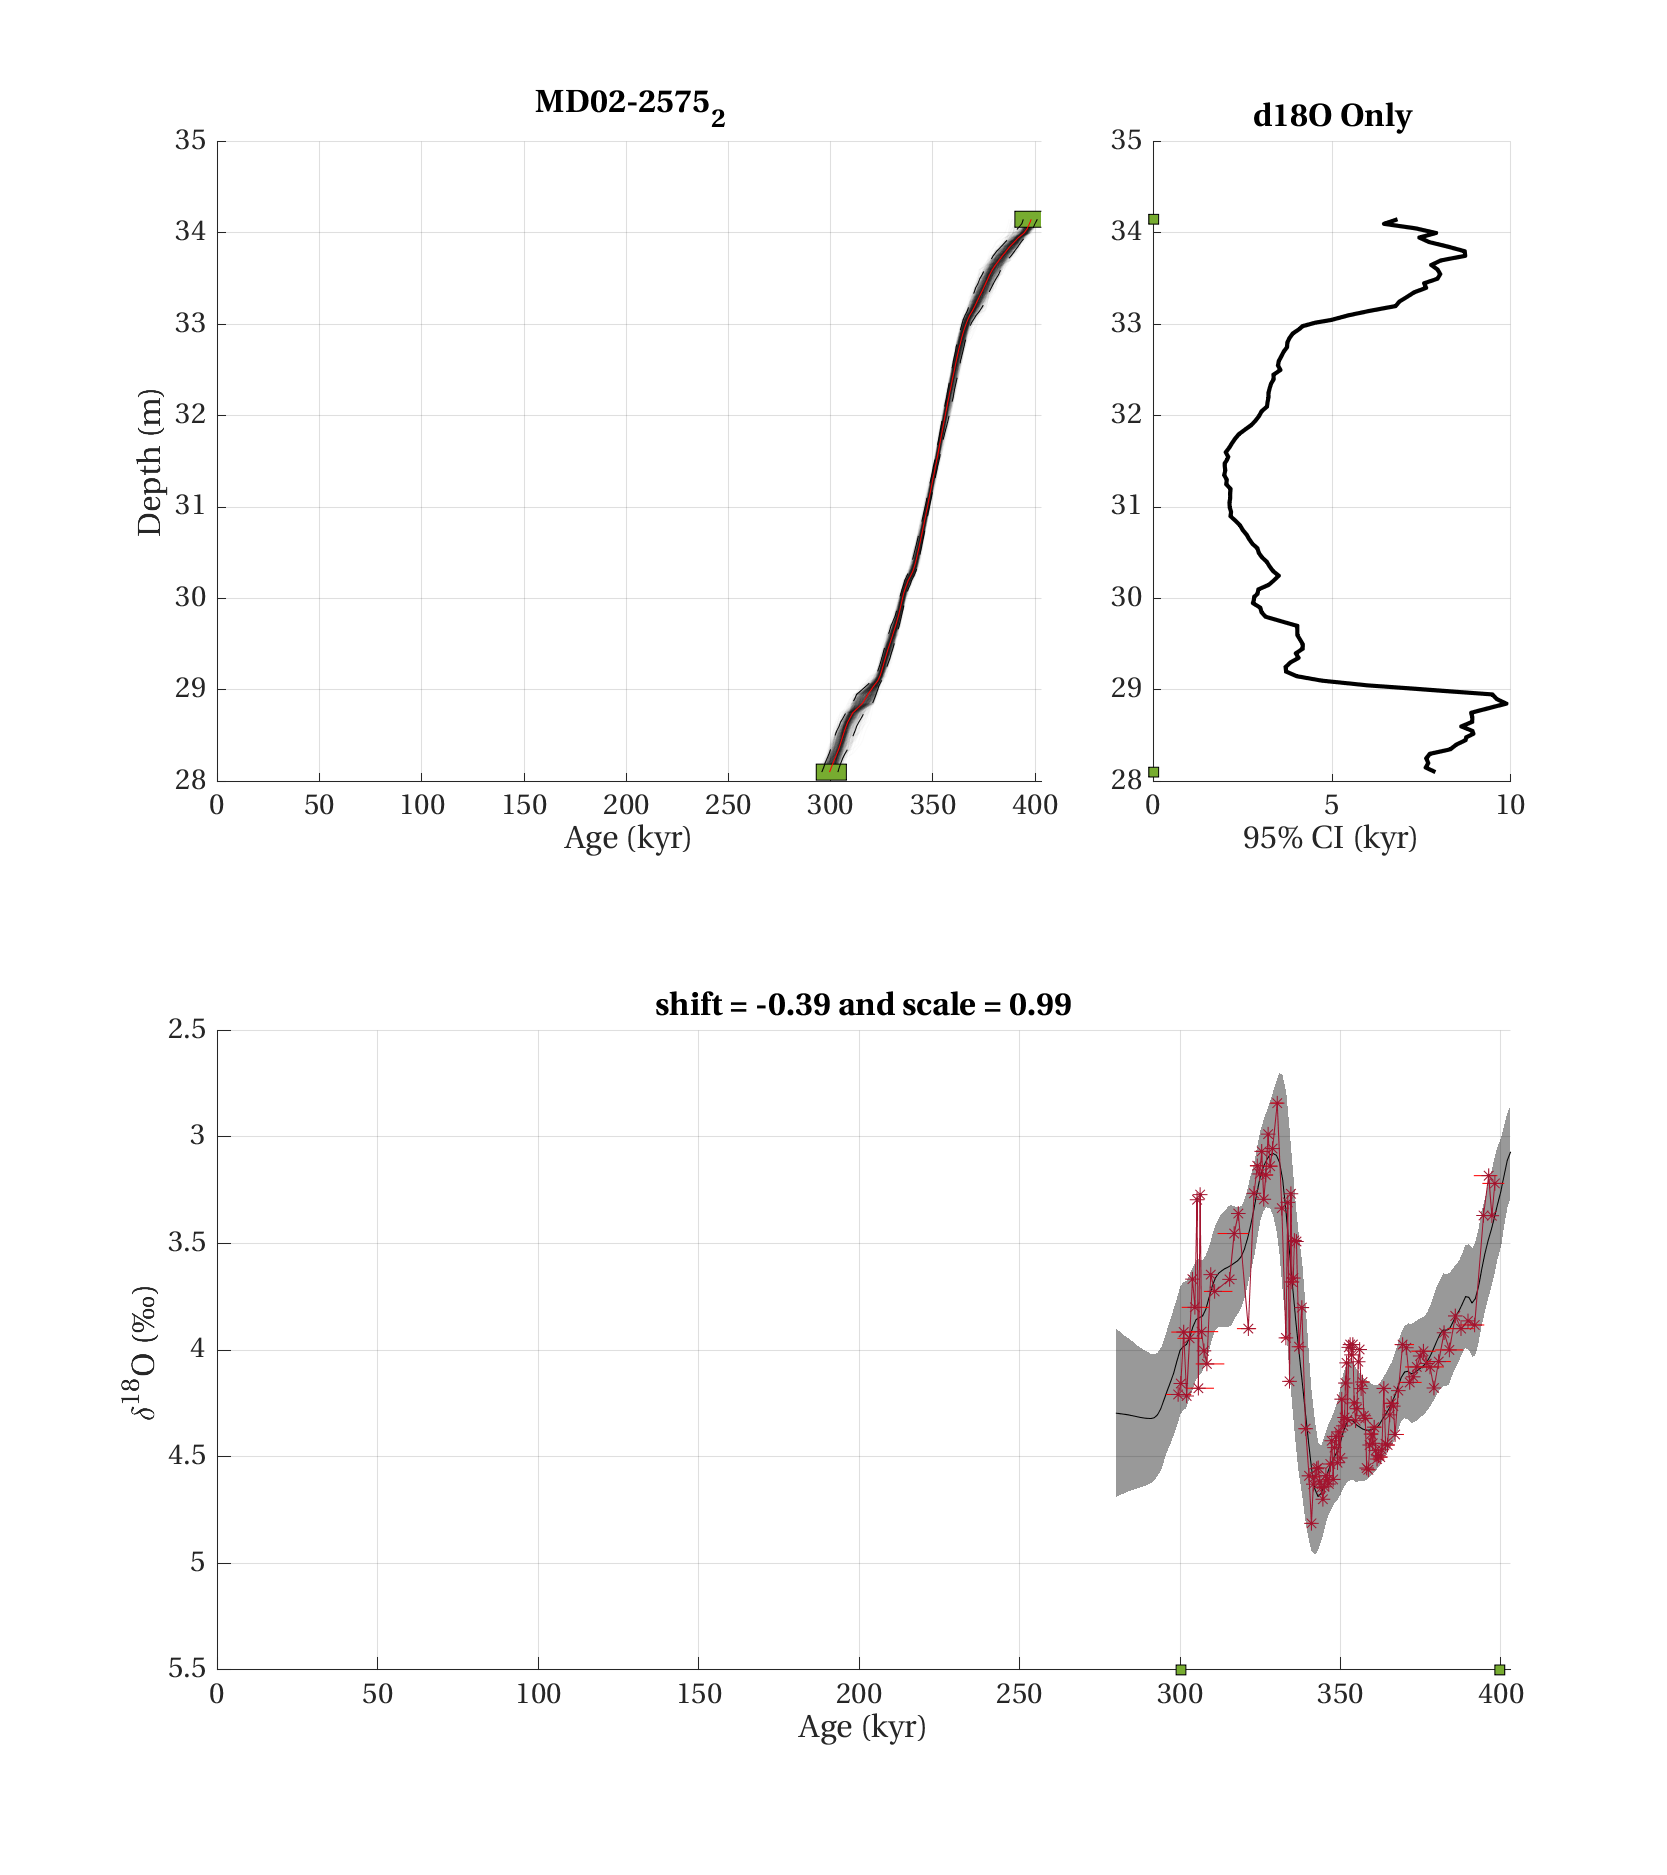 MD02-2575₂
d18O Only
35
34
33
32
31
30
29
28
Depth (m)
0 50 100 150 200 250 300 350 400
Age (kyr)
35
34
33
32
31
30
29
28
0 5 10
95% CI (kyr)
shift = -0.39 and scale = 0.99
2.5
3
3.5
4
4.5
5
5.5
δ¹⁸O (‰)
0 50 100 150 200 250 300 350 400
Age (kyr)